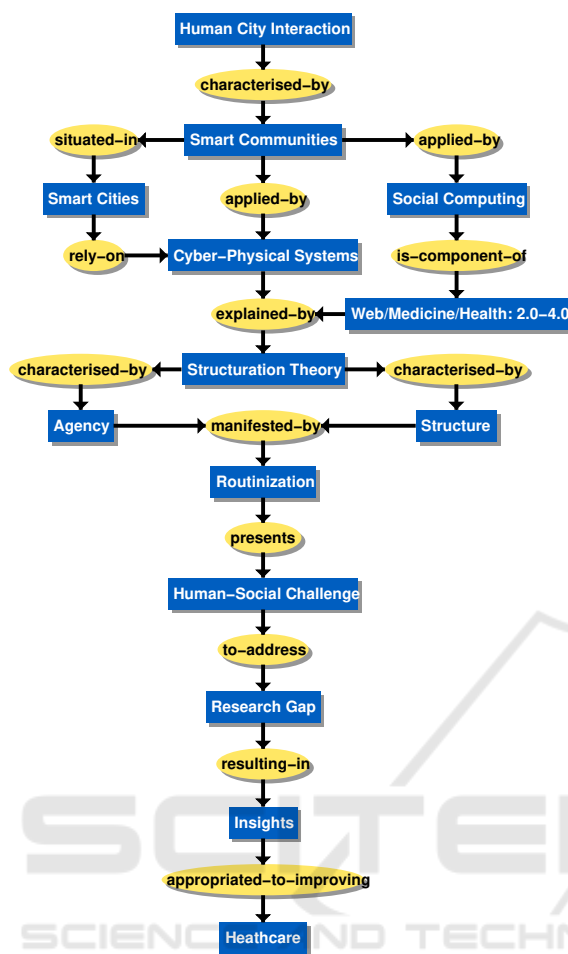 Human City Interaction
characterised-by
situated-in
Smart Communities
applied-by
Smart Cities
applied-by
Social Computing
rely-on
Cyber-Physical Systems
is-component-of
explained-by
Web/Medicine/Health: 2.0-4.0
characterised-by
Structuration Theory
characterised-by
Agency
manifested-by
Structure
Routinization
presents
Human-Social Challenge
to-address
Research Gap
resulting-in
Insights
appropriated-to-improving
Heathcare